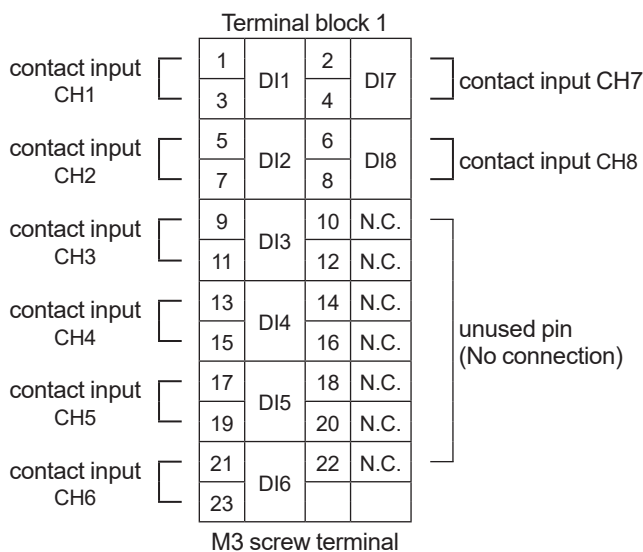 Terminal block 1
contact input
CH1
1
DI1
2
DI7
contact input CH7
3
4
contact input
CH2
5
DI2
6
DI8
contact input CH8
7
8
contact input
CH3
9
DI3
10
N.C.
11
12
N.C.
contact input
CH4
13
DI4
14
N.C.
15
16
N.C.
unused pin
(No connection)
contact input
CH5
17
DI5
18
N.C.
19
20
N.C.
contact input
CH6
21
DI6
22
N.C.
23
M3 screw terminal